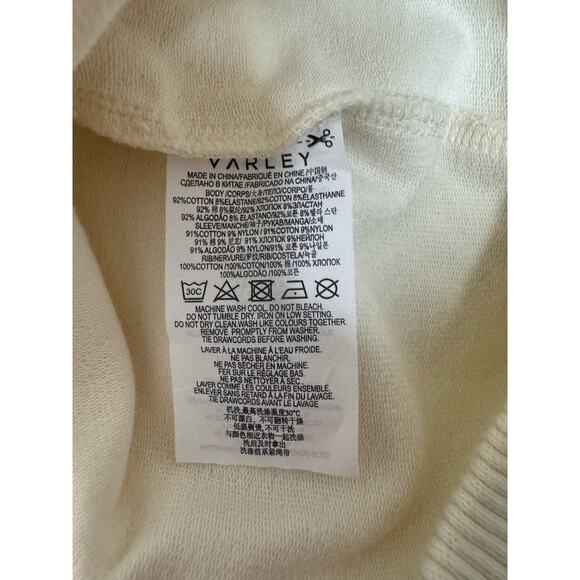 VARLEY
MADE IN CHINA/FABRIQUÉ EN CHINE /中国制
СДЕЛАНО В КИТАЕ /FABRICADO NA CHINA/중국산
BODY /CORPS/大身/ТЕЛО/CORPO/몸
92%COTTON 8%ELASTANE/92%COTON 8%ELASTHANNE
92% 棉 8%氨纶/92% ХЛОПОК 8%ЭЛАСТАН
92% ALGODÃO 8% ELASTANO/92%코튼 8% 엘라 스탄
SLEEVE/MANCHE/袖子/РУКАВ/MANGA/소매
91%COTTON 9% NYLON / 91%COTON 9% NYLON
91% 棉 9% 尼龙/ 91% ХЛОПОК 9%НЕЙЛОН
91% ALGODÃO 9% NYLON/91%코튼 9%나일론
RIB/NERVURE/罗纹/RIB/COSTELA/늑골
100%COTTON /100%COTON/100%棉 /100% ХЛОПОК
100%ALGODÃO /100%코튼
30C
MACHINE WASH COOL. DO NOT BLEACH.
DO NOT TUMBLE DRY. IRON ON LOW SETTING.
DO NOT DRY CLEAN.WASH LIKE COLOURS TOGETHER.
REMOVE PROMPTLY FROM WASHER.
TIE DRAWCORDS BEFORE WASHING.
LAVER À LA MACHINE À L'EAU FROIDE.
NE PAS BLANCHIR.
NE PAS SÉCHER EN MACHINE.
FER SUR LE RÉGLAGE BAS.
NE PAS NETTOYER À SEC.
LAVER COMME LES COULEURS ENSEMBLE.
ENLEVER SANS RETARD À LA FIN DU LAVAGE.
TIE DRAWCORDS AVANT LE LAVAGE
机洗,最高洗涤温度30°C
不可漂白, 不可翻转干燥
低温熨烫, 不可干洗
与颜色相近衣物一起洗涤
洗后及时拿出
洗涤前系紧绳带